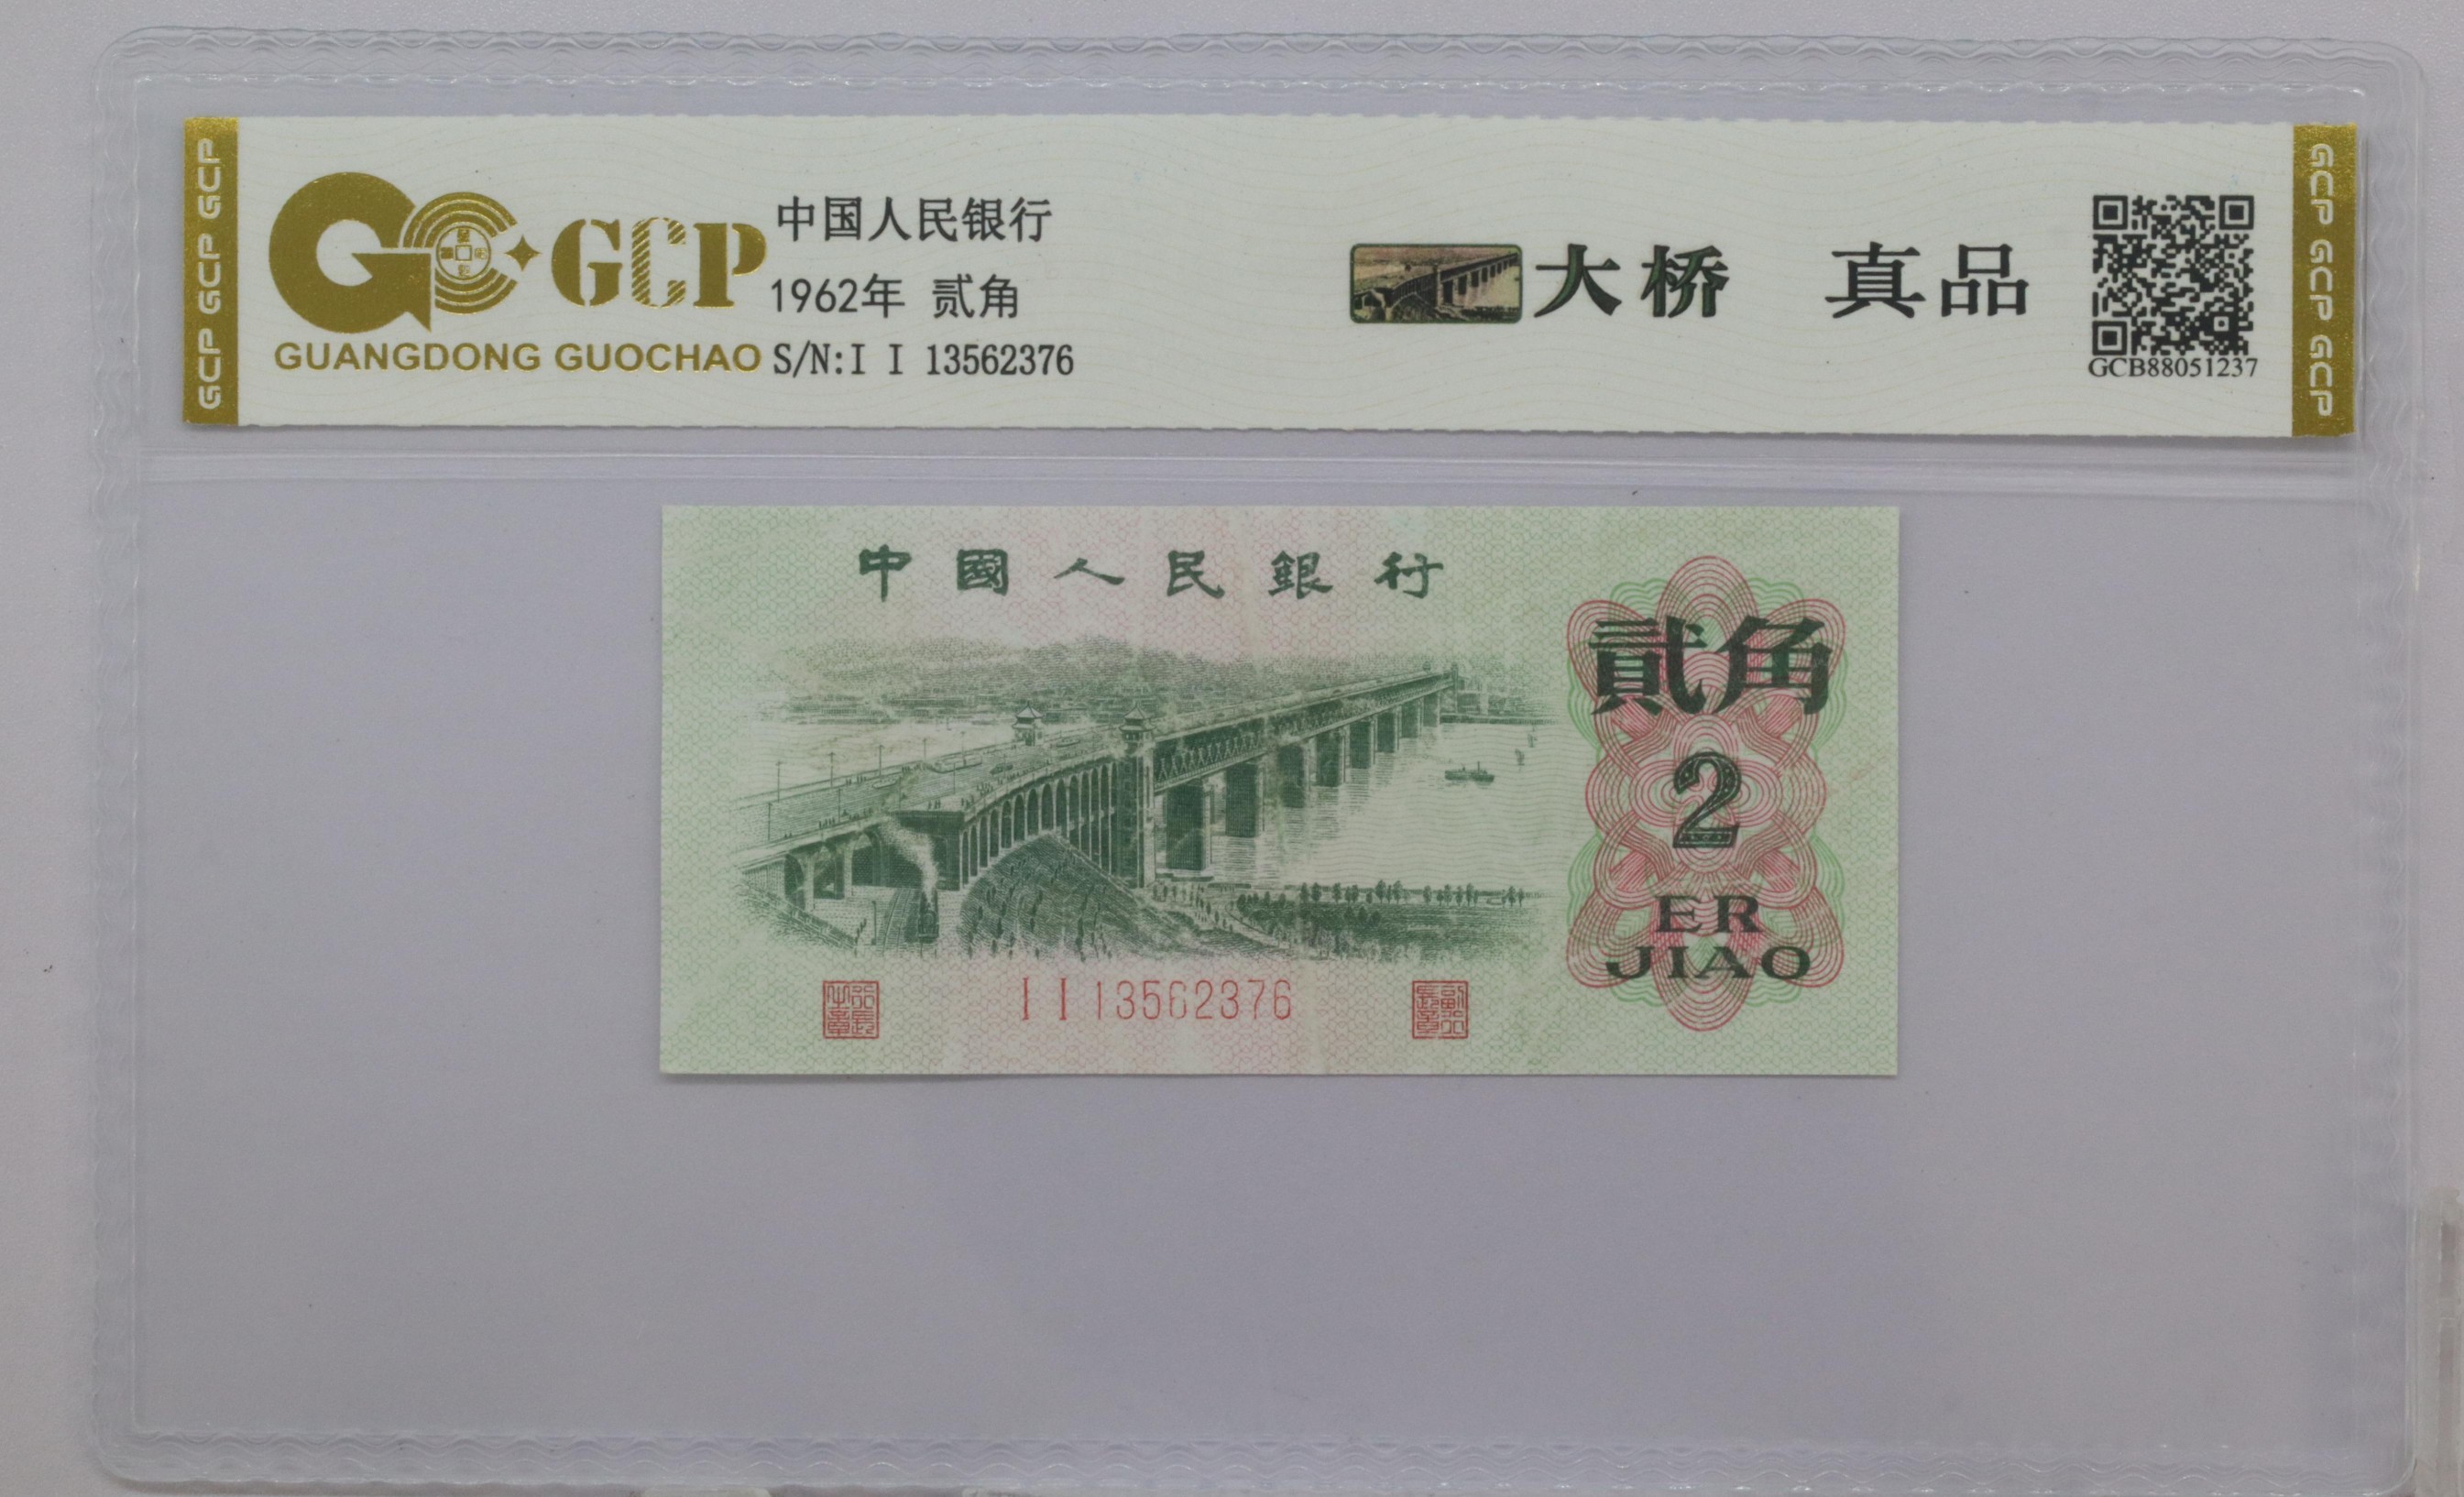 GCP GCP GCP
GCP
GUANGDONG GUOCHAO
中国人民银行
1962年 贰角
S/N:I I 13562376
大桥 真品
GCB88051237
GCP GCP GCP
中國人民銀行
貳角
2
ER
JIAO
I I 13562376